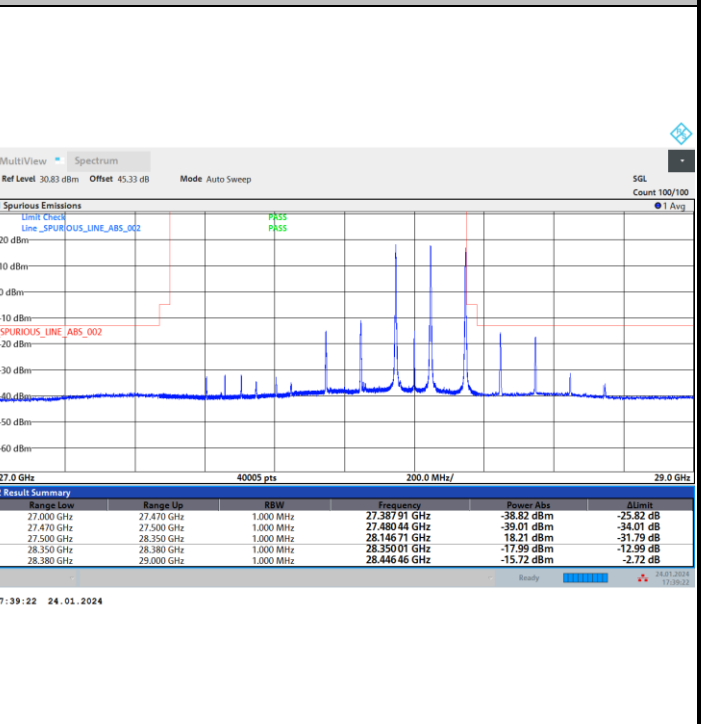 MultiView Spectrum
Ref Level 30.83 dBm Offset 45.33 dB Mode Auto Sweep SGL
Count 100/100
Spurious Emissions 1 Avg
Limit Check PASS
Line _SPURIOUS_LINE_ABS_002 PASS
20 dBm
10 dBm
0 dBm
-10 dBm
SPURIOUS_LINE_ABS_002
-20 dBm
-30 dBm
-40 dBm
-50 dBm
-60 dBm
27.0 GHz 40005 pts 200.0 MHz/ 29.0 GHz
2 Result Summary
Range Low Range Up RBW Frequency Power Abs ΔLimit
27.000 GHz 27.470 GHz 1.000 MHz 27.387 91 GHz -38.82 dBm -25.82 dB
27.470 GHz 27.500 GHz 1.000 MHz 27.480 44 GHz -39.01 dBm -34.01 dB
27.500 GHz 28.350 GHz 1.000 MHz 28.146 71 GHz 18.21 dBm -31.79 dB
28.350 GHz 28.380 GHz 1.000 MHz 28.350 01 GHz -17.99 dBm -12.99 dB
28.380 GHz 29.000 GHz 1.000 MHz 28.446 46 GHz -15.72 dBm -2.72 dB
Ready 24.01.2024
17:39:22
7:39:22 24.01.2024